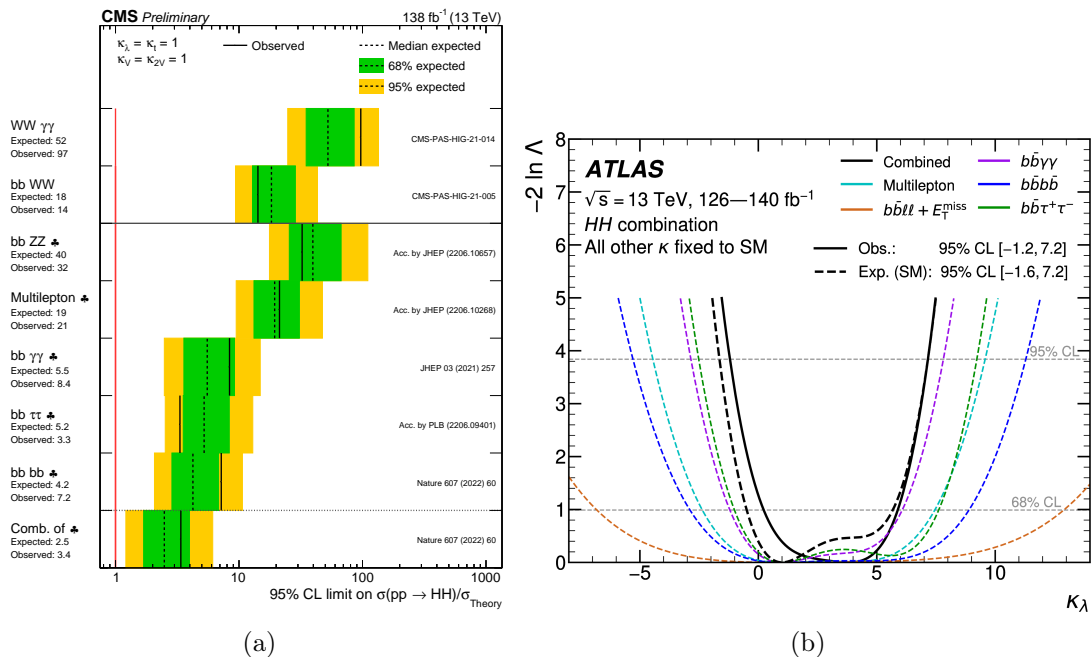 CMS Preliminary 138 fb⁻¹ (13 TeV)
κλ = κt = 1
κV = κ2V = 1
Observed
Median expected
68% expected
95% expected
WW γγ
Expected: 52
Observed: 97
CMS-PAS-HIG-21-014
bb WW
Expected: 18
Observed: 14
CMS-PAS-HIG-21-005
bb ZZ ♣
Expected: 40
Observed: 32
Acc. by JHEP (2206.10657)
Multilepton ♣
Expected: 19
Observed: 21
Acc. by JHEP (2206.10268)
bb γγ ♣
Expected: 5.5
Observed: 8.4
JHEP 03 (2021) 257
bb ττ ♣
Expected: 5.2
Observed: 3.3
Acc. by PLB (2206.09401)
bb bb ♣
Expected: 4.2
Observed: 7.2
Nature 607 (2022) 60
Comb. of ♣
Expected: 2.5
Observed: 3.4
Nature 607 (2022) 60
1 10 100 1000
95% CL limit on σ(pp → HH)/σTheory
(a)
−2 ln Λ
8
7
6
5
4
3
2
1
0
ATLAS
√s = 13 TeV, 126—140 fb⁻¹
HH combination
All other κ fixed to SM
Combined
Multilepton
bb̄ℓℓ + E_T^miss
bb̄γγ
bb̄bb̄
bb̄τ⁺τ⁻
Obs.: 95% CL [−1.2, 7.2]
Exp. (SM): 95% CL [−1.6, 7.2]
95% CL
68% CL
−5 0 5 10
κλ
(b)